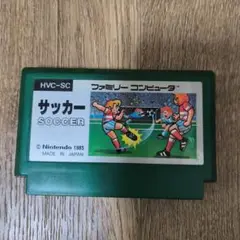 HVC-SC
ファミリー コンピュータ
サッカー
SOCCER
© Nintendo 1985
MADE IN JAPAN